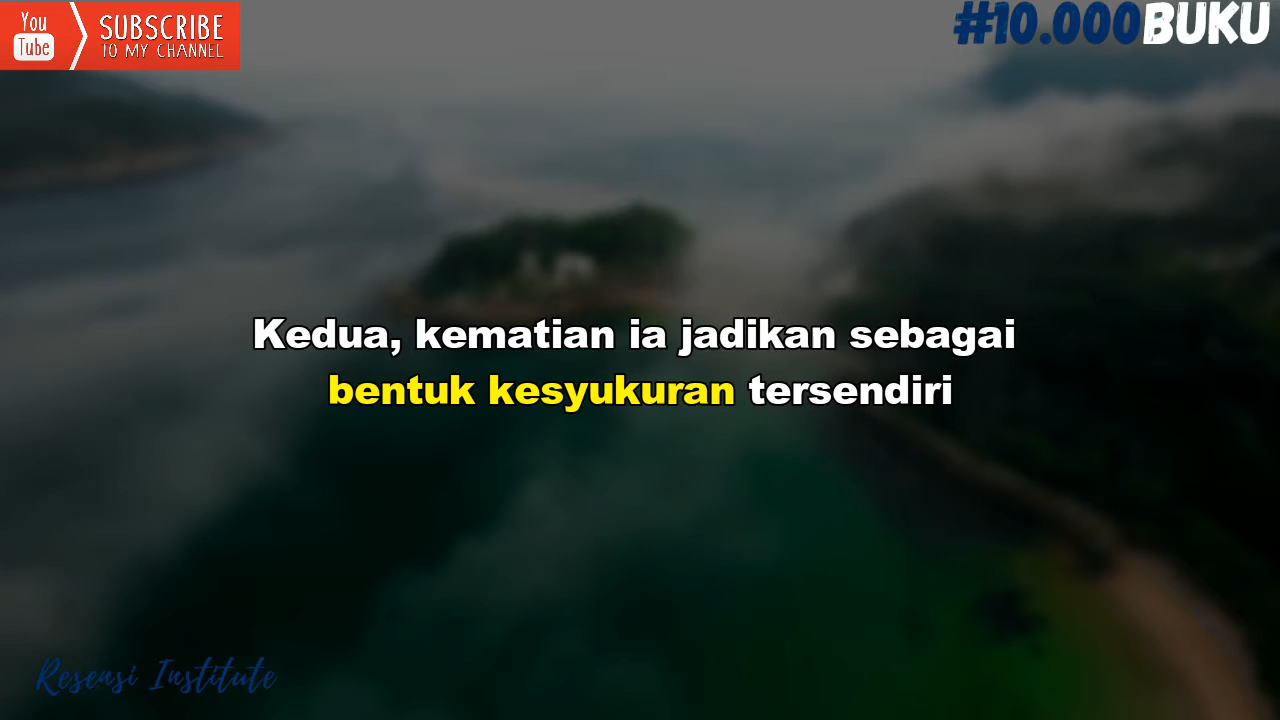 You
Tube
SUBSCRIBE
TO MY CHANNEL
#10.000BUKU
Kedua, kematian ia jadikan sebagai
bentuk kesyukuran tersendiri
Resensi Institute